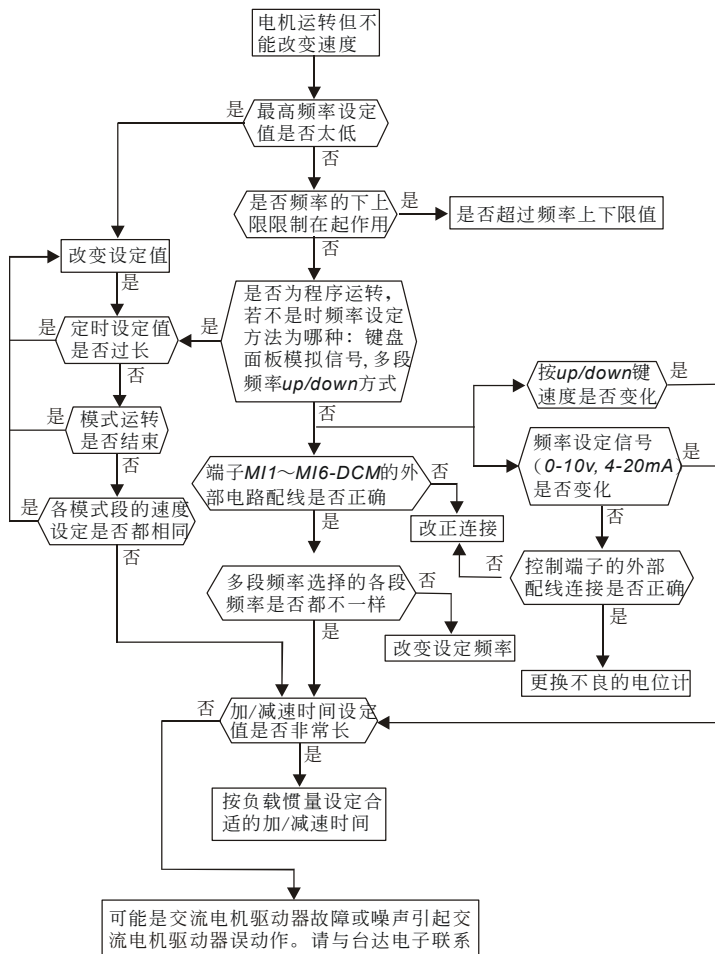 电机运转但不
能改变速度
是
最高频率设定
值是否太低
否
是否频率的下上
限限制在起作用
是
是否超过频率上下限值
否
改变设定值
是
是否为程序运转，
若不是时频率设定
方法为哪种：键盘
面板模拟信号,多段
频率up/down方式
是
定时设定值
是否过长
是
否
按up/down键
速度是否变化
是
否
是
模式运转
是否结束
否
频率设定信号
（0-10v, 4-20mA）
是否变化
是
端子MI1～MI6-DCM的外
部电路配线是否正确
否
是
各模式段的速度
设定是否都相同
是
改正连接
否
否
否
控制端子的外部
配线连接是否正确
多段频率选择的各段
频率是否都不一样
否
是
是
改变设定频率
更换不良的电位计
否
加/减速时间设定
值是否非常长
是
按负载惯量设定合
适的加/减速时间
可能是交流电机驱动器故障或噪声引起交
流电机驱动器误动作。请与台达电子联系